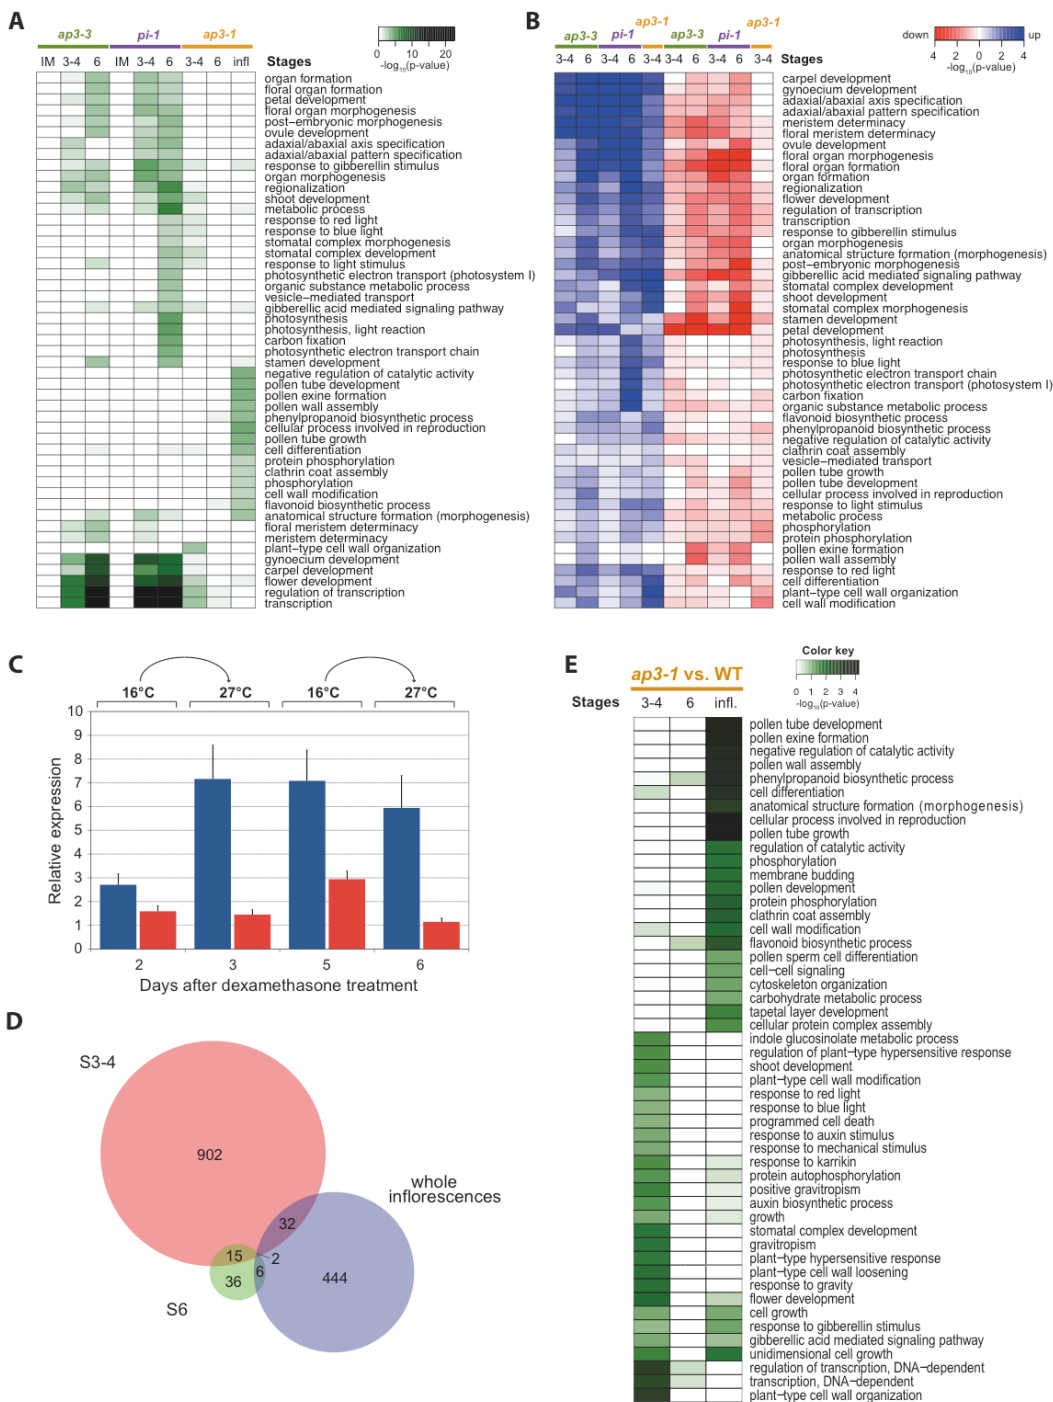 A
ap3-3 pi-1 ap3-1
0 10 20
-log10(p-value)
IM 3-4 6 IM 3-4 6 3-4 6 infl Stages
organ formation
floral organ formation
petal development
floral organ morphogenesis
post−embryonic morphogenesis
ovule development
adaxial/abaxial axis specification
adaxial/abaxial pattern specification
response to gibberellin stimulus
organ morphogenesis
regionalization
shoot development
metabolic process
response to red light
response to blue light
stomatal complex morphogenesis
stomatal complex development
response to light stimulus
photosynthetic electron transport (photosystem I)
organic substance metabolic process
vesicle−mediated transport
gibberellic acid mediated signaling pathway
photosynthesis
photosynthesis, light reaction
carbon fixation
photosynthetic electron transport chain
stamen development
negative regulation of catalytic activity
pollen tube development
pollen exine formation
pollen wall assembly
phenylpropanoid biosynthetic process
cellular process involved in reproduction
pollen tube growth
cell differentiation
protein phosphorylation
clathrin coat assembly
phosphorylation
cell wall modification
flavonoid biosynthetic process
anatomical structure formation (morphogenesis)
floral meristem determinacy
meristem determinacy
plant−type cell wall organization
gynoecium development
carpel development
flower development
regulation of transcription
transcription
B
ap3-3 pi-1 ap3-1 ap3-3 pi-1 ap3-1
down up
4 2 0 2 4
-log10(p-value)
3-4 6 3-4 6 3-4 3-4 6 3-4 6 3-4 Stages
carpel development
gynoecium development
adaxial/abaxial axis specification
adaxial/abaxial pattern specification
meristem determinacy
floral meristem determinacy
ovule development
floral organ morphogenesis
floral organ formation
organ formation
regionalization
flower development
regulation of transcription
transcription
response to gibberellin stimulus
organ morphogenesis
anatomical structure formation (morphogenesis)
post−embryonic morphogenesis
gibberellic acid mediated signaling pathway
stomatal complex development
shoot development
stomatal complex morphogenesis
stamen development
petal development
photosynthesis, light reaction
photosynthesis
response to blue light
photosynthetic electron transport chain
photosynthetic electron transport (photosystem I)
carbon fixation
organic substance metabolic process
flavonoid biosynthetic process
phenylpropanoid biosynthetic process
negative regulation of catalytic activity
clathrin coat assembly
vesicle−mediated transport
pollen tube growth
pollen tube development
cellular process involved in reproduction
response to light stimulus
metabolic process
phosphorylation
protein phosphorylation
pollen exine formation
pollen wall assembly
response to red light
cell differentiation
plant−type cell wall organization
cell wall modification
C
16°C 27°C 16°C 27°C
Relative expression
10
9
8
7
6
5
4
3
2
1
0
2 3 5 6
Days after dexamethasone treatment
D
S3-4
902
whole
inflorescences
32
15
2
6
36
444
S6
E
ap3-1 vs. WT
Color key
0 1 2 3 4
-log10(p-value)
Stages 3-4 6 infl.
pollen tube development
pollen exine formation
negative regulation of catalytic activity
pollen wall assembly
phenylpropanoid biosynthetic process
cell differentiation
anatomical structure formation (morphogenesis)
cellular process involved in reproduction
pollen tube growth
regulation of catalytic activity
phosphorylation
membrane budding
pollen development
protein phosphorylation
clathrin coat assembly
cell wall modification
flavonoid biosynthetic process
pollen sperm cell differentiation
cell−cell signaling
cytoskeleton organization
carbohydrate metabolic process
tapetal layer development
cellular protein complex assembly
indole glucosinolate metabolic process
regulation of plant−type hypersensitive response
shoot development
plant−type cell wall modification
response to red light
response to blue light
programmed cell death
response to auxin stimulus
response to mechanical stimulus
response to karrikin
protein autophosphorylation
positive gravitropism
auxin biosynthetic process
growth
stomatal complex development
gravitropism
plant−type hypersensitive response
plant−type cell wall loosening
response to gravity
flower development
cell growth
response to gibberellin stimulus
gibberellic acid mediated signaling pathway
unidimensional cell growth
regulation of transcription, DNA−dependent
transcription, DNA−dependent
plant−type cell wall organization